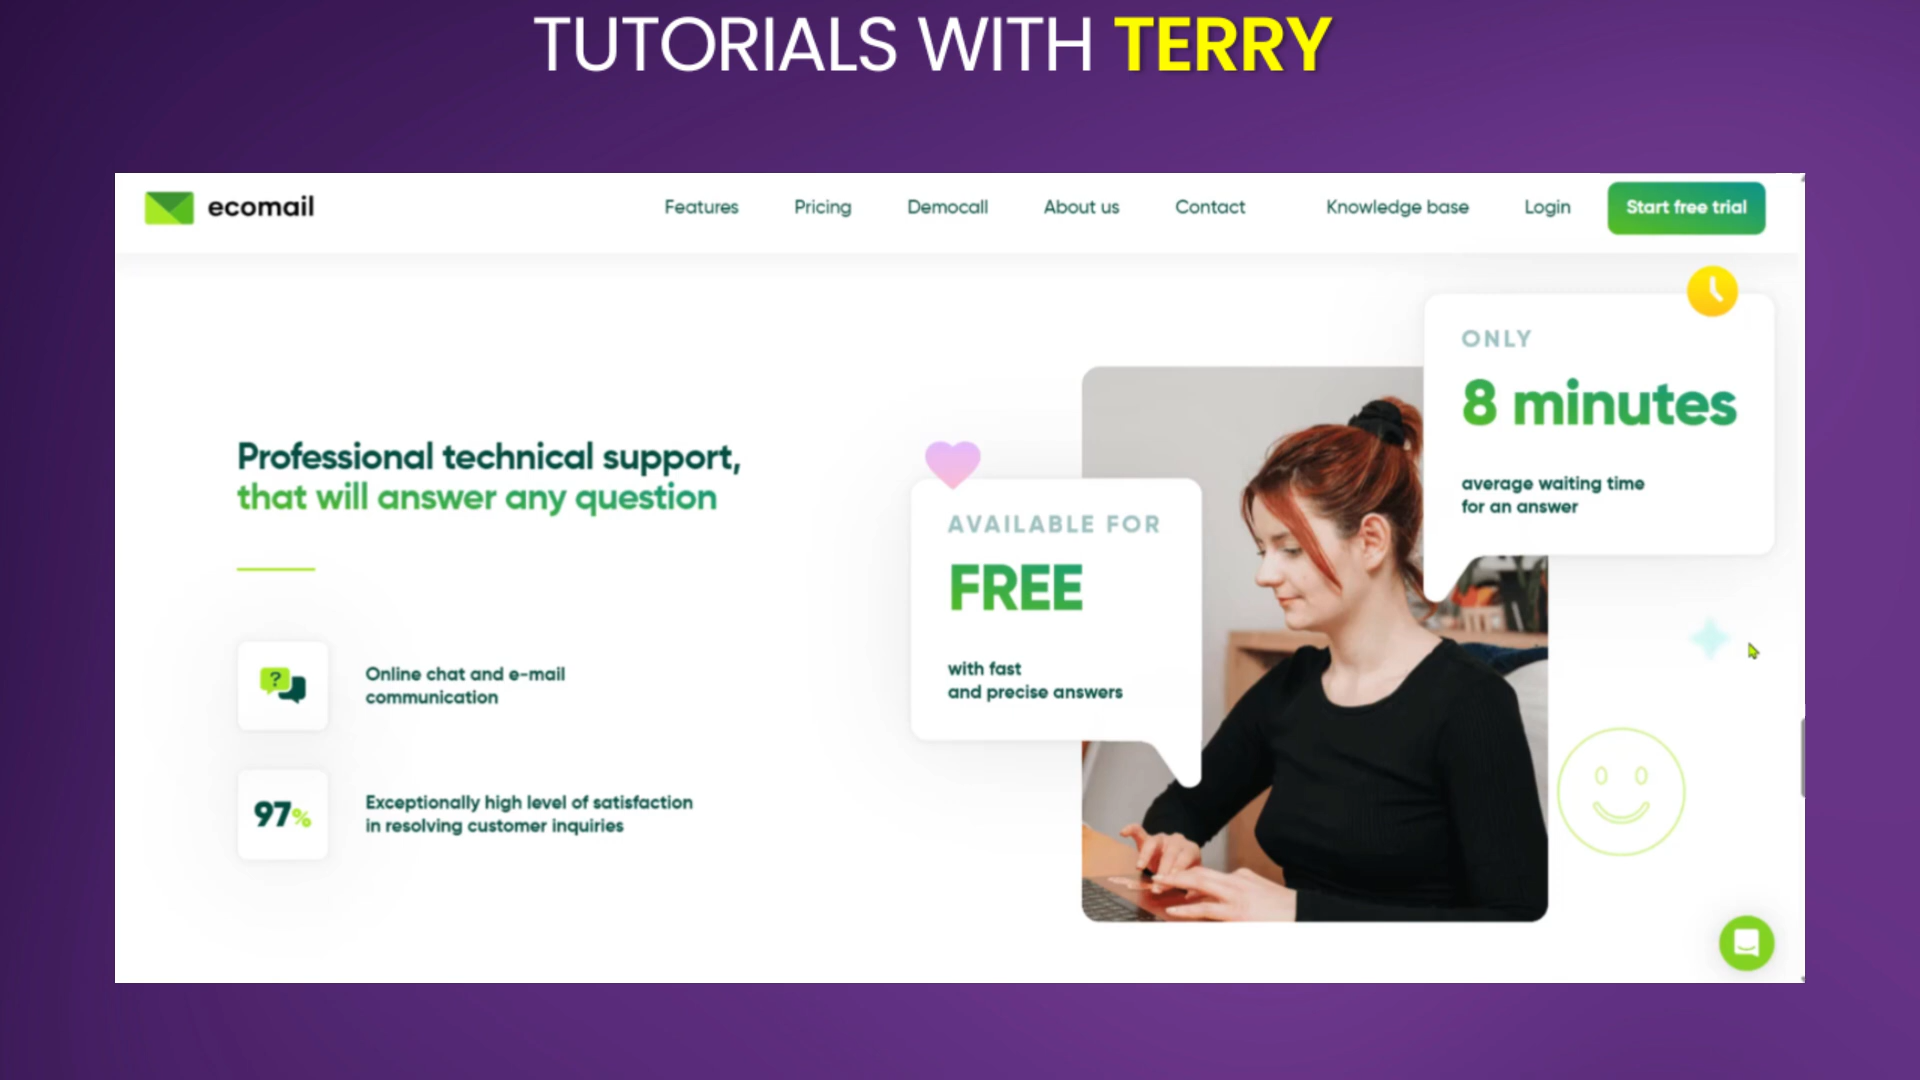 TUTORIALS WITH TERRY
ecomail
Features
Pricing
Democall
About us
Contact
Knowledge base
Login
Start free trial
Professional technical support,
that will answer any question
?
Online chat and e-mail
communication
97%
Exceptionally high level of satisfaction
in resolving customer inquiries
AVAILABLE FOR
FREE
with fast
and precise answers
ONLY
8 minutes
average waiting time
for an answer